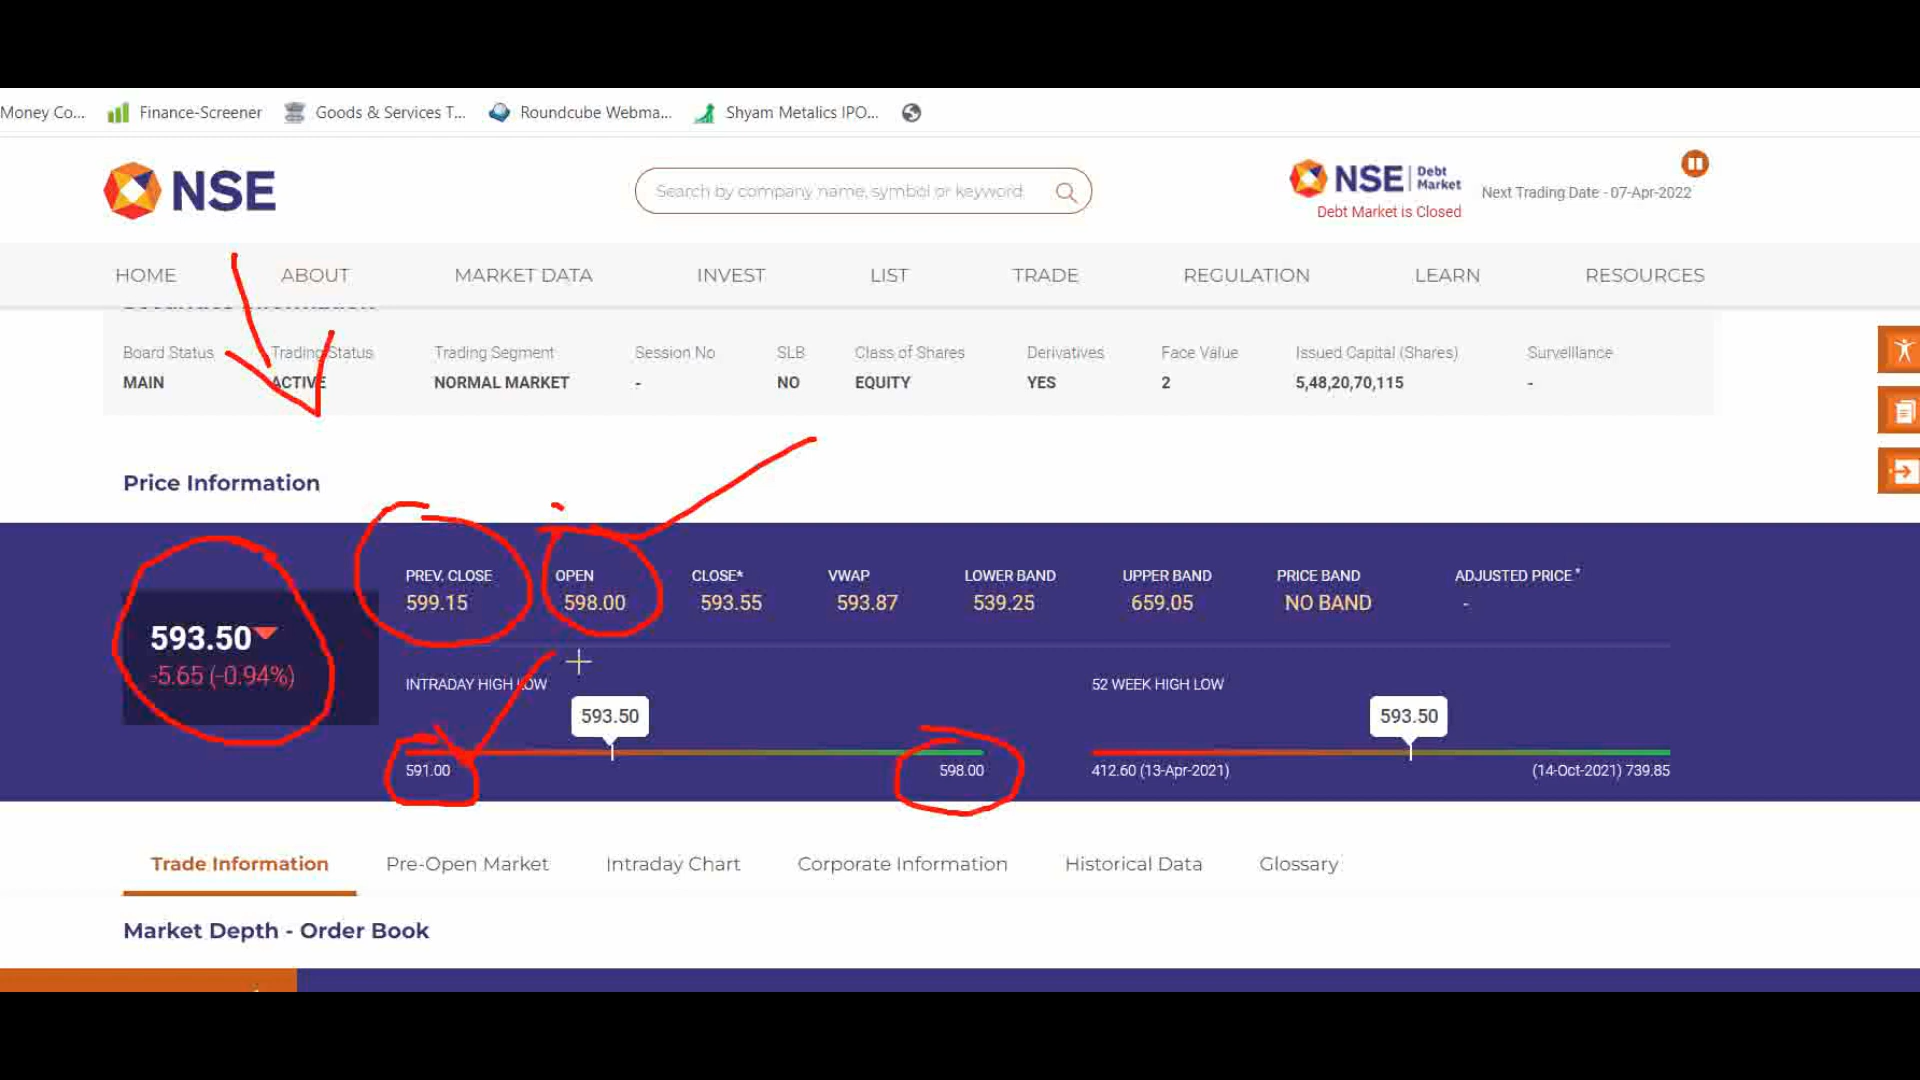 Money Co... Finance-Screener Goods & Services T... Roundcube Webma... Shyam Metalics IPO...
NSE
Search by company name, symbol or keyword
NSE Debt Market
Debt Market is Closed
Next Trading Date - 07-Apr-2022
HOME ABOUT MARKET DATA INVEST LIST TRADE REGULATION LEARN RESOURCES
Board Status Trading Status Trading Segment Session No SLB Class of Shares Derivatives Face Value Issued Capital (Shares) Surveillance
MAIN ACTIVE NORMAL MARKET - NO EQUITY YES 2 5,48,20,70,115 -
Price Information
593.50
-5.65 (-0.94%)
PREV. CLOSE OPEN CLOSE* VWAP LOWER BAND UPPER BAND PRICE BAND ADJUSTED PRICE*
599.15 598.00 593.55 593.87 539.25 659.05 NO BAND -
INTRADAY HIGH LOW 52 WEEK HIGH LOW
593.50 593.50
591.00 598.00 412.60 (13-Apr-2021) (14-Oct-2021) 739.85
Trade Information Pre-Open Market Intraday Chart Corporate Information Historical Data Glossary
Market Depth - Order Book